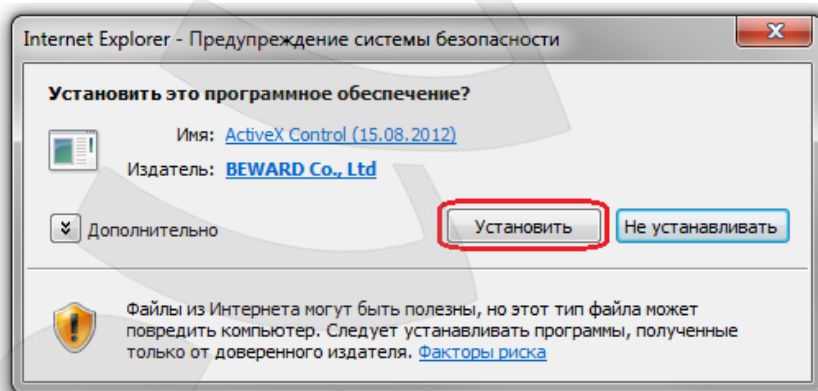 Internet Explorer - Предупреждение системы безопасности
Установить это программное обеспечение?
Имя: ActiveX Control (15.08.2012)
Издатель: BEWARD Co., Ltd
Дополнительно
Установить
Не устанавливать
Файлы из Интернета могут быть полезны, но этот тип файла может
повредить компьютер. Следует устанавливать программы, полученные
только от доверенного издателя. Факторы риска